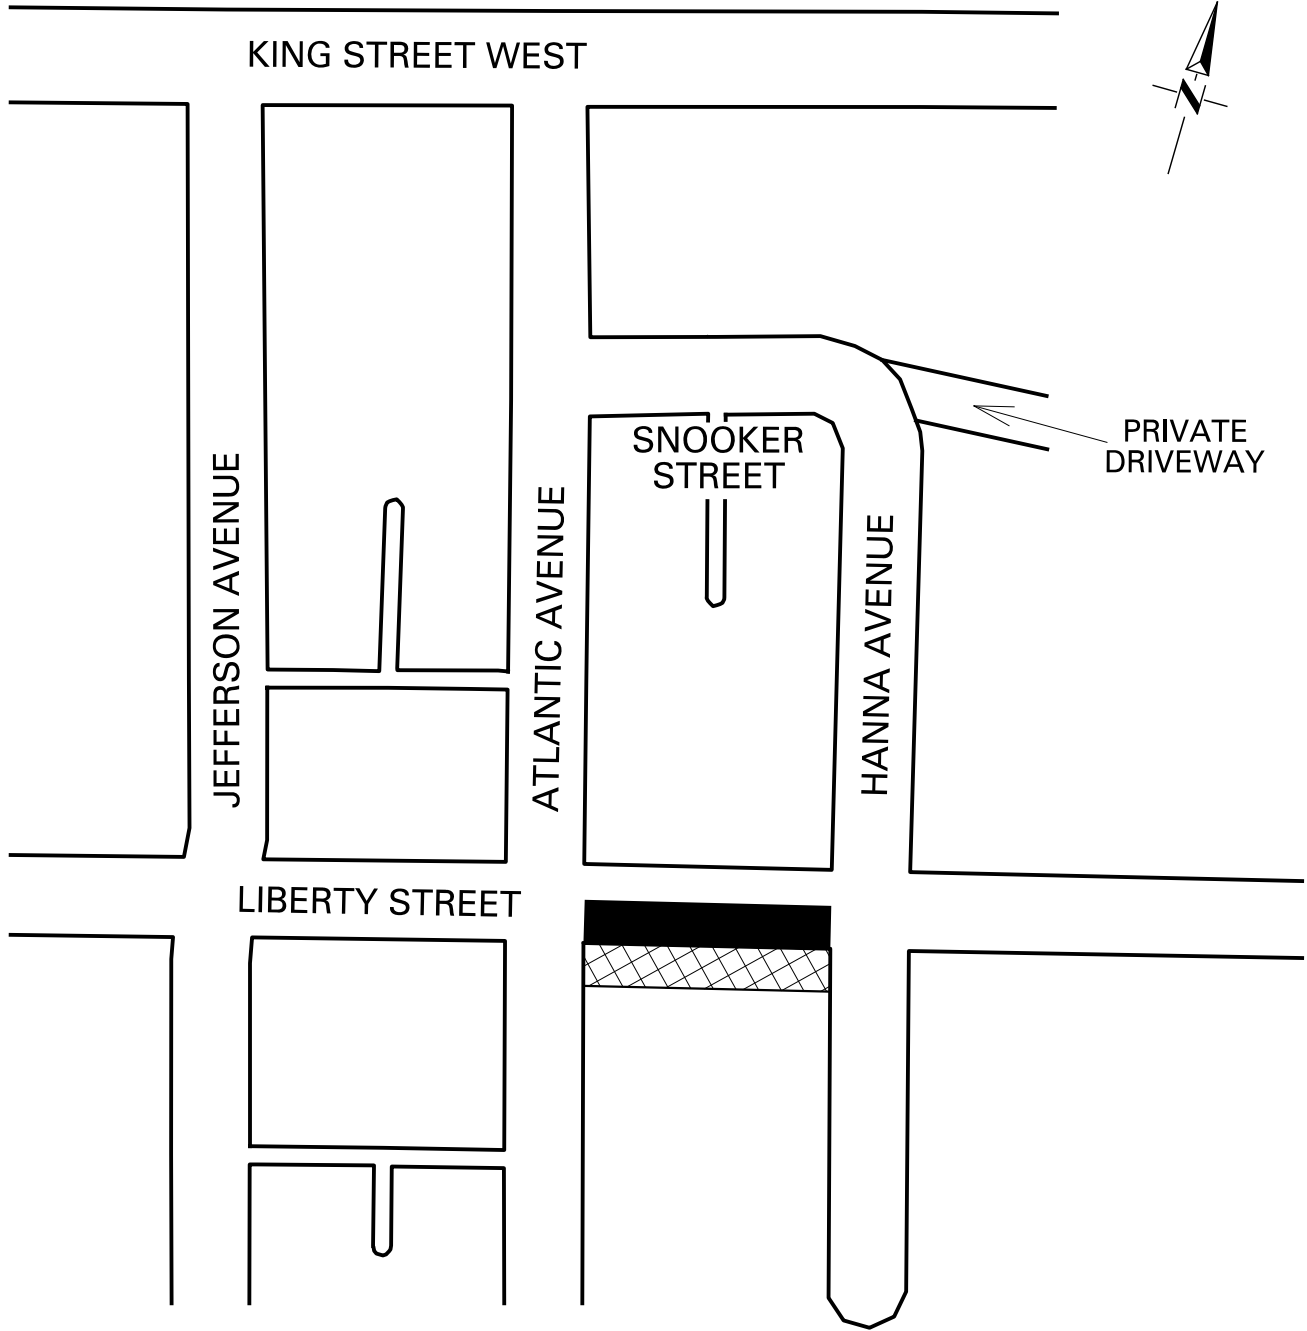 KING STREET WEST
N
SNOOKER
STREET
PRIVATE
DRIVEWAY
JEFFERSON AVENUE
ATLANTIC AVENUE
HANNA AVENUE
LIBERTY STREET